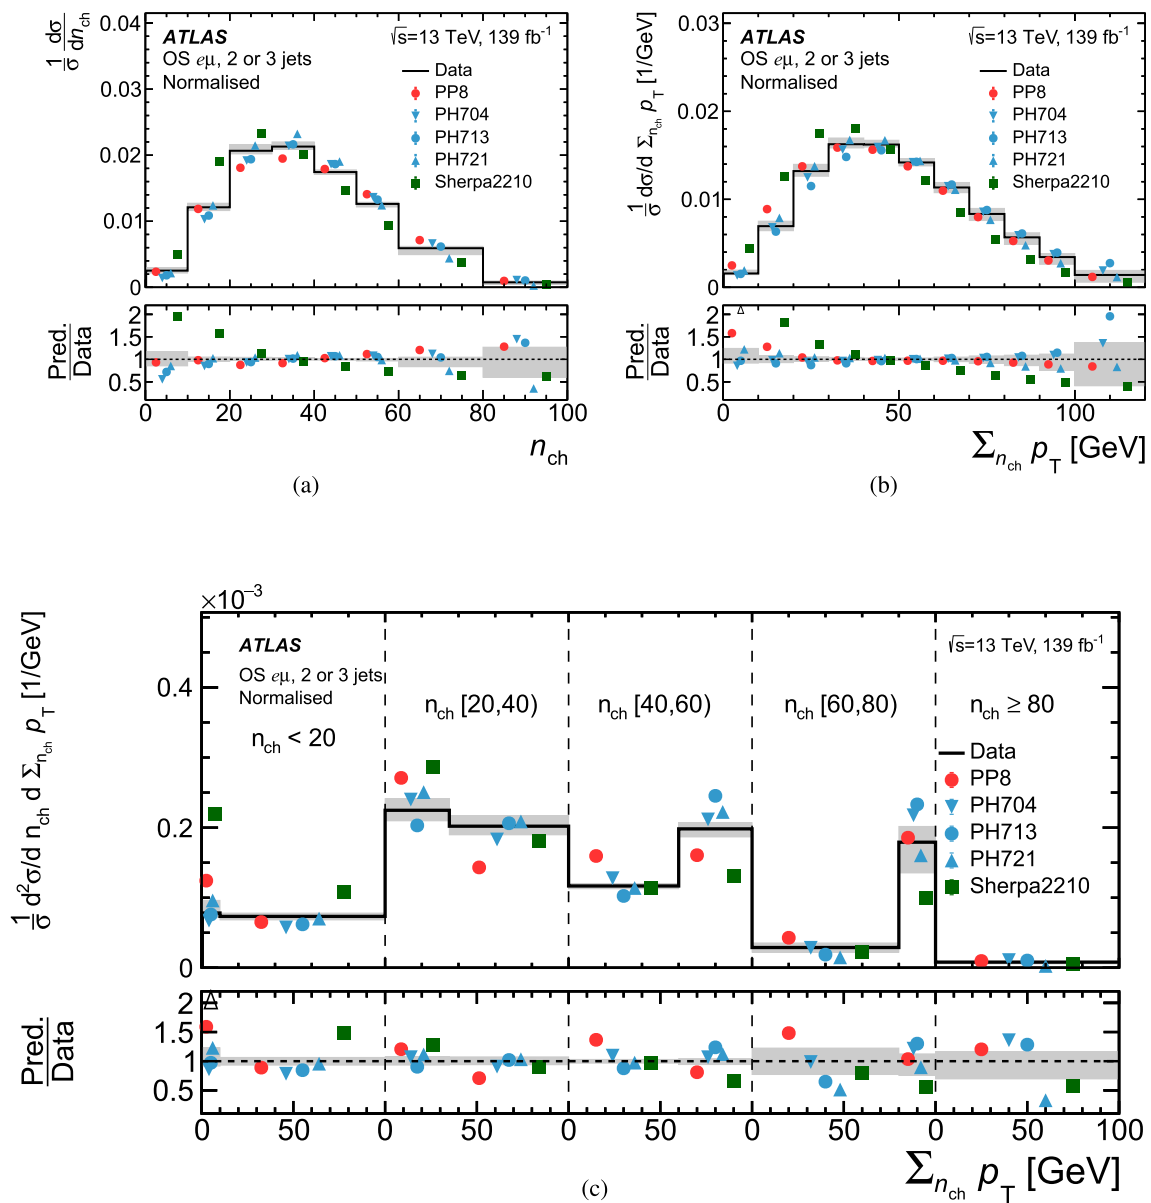 1/σ dσ/dn_ch
0.04
0.03
0.02
0.01
0
ATLAS
√s=13 TeV, 139 fb⁻¹
OS eμ, 2 or 3 jets
Normalised
Data
PP8
PH704
PH713
PH721
Sherpa2210
Pred./Data
2
1.5
1
0.5
0 20 40 60 80 100
n_ch
(a)
1/σ dσ/d Σ_n_ch p_T [1/GeV]
0.03
0.02
0.01
0
ATLAS
√s=13 TeV, 139 fb⁻¹
OS eμ, 2 or 3 jets
Normalised
Data
PP8
PH704
PH713
PH721
Sherpa2210
Pred./Data
2
1.5
1
0.5
0 50 100
Σ_n_ch p_T [GeV]
(b)
×10⁻³
1/σ d²σ/d n_ch d Σ_n_ch p_T [1/GeV]
0.4
0.2
0
ATLAS
√s=13 TeV, 139 fb⁻¹
OS eμ, 2 or 3 jets
Normalised
n_ch < 20
n_ch [20,40)
n_ch [40,60)
n_ch [60,80)
n_ch ≥ 80
Data
PP8
PH704
PH713
PH721
Sherpa2210
Pred./Data
2
1.5
1
0.5
0 50 0 50 0 50 0 50 0 50 100
Σ_n_ch p_T [GeV]
(c)